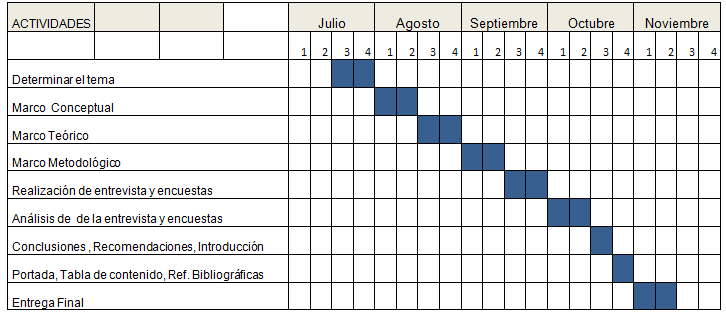 ACTIVIDADES Julio Agosto Septiembre Octubre Noviembre
1 2 3 4 1 2 3 4 1 2 3 4 1 2 3 4 1 2 3 4
Determinar el tema
Marco Conceptual
Marco Teórico
Marco Metodológico
Realización de entrevista y encuestas
Análisis de de la entrevista y encuestas
Conclusiones , Recomendaciones, Introducción
Portada, Tabla de contenido, Ref. Bibliográficas
Entrega Final